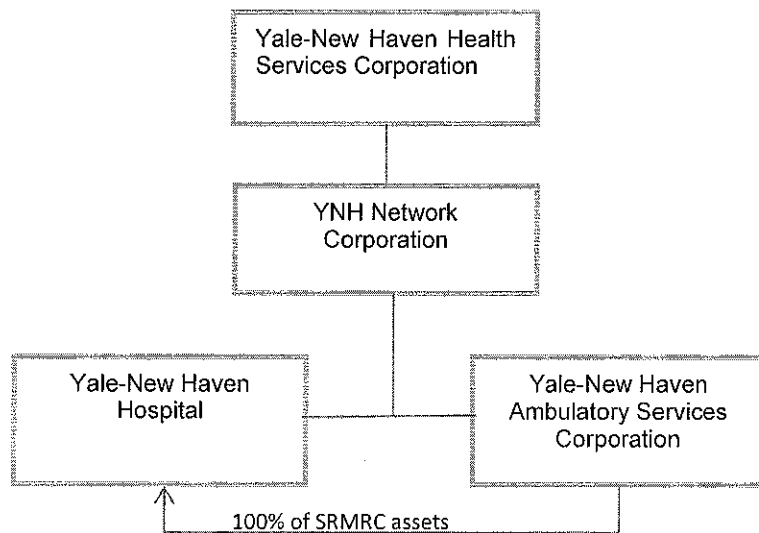 Yale-New Haven Health
Services Corporation
YNH Network
Corporation
Yale-New Haven
Hospital
Yale-New Haven
Ambulatory Services
Corporation
100% of SRMRC assets